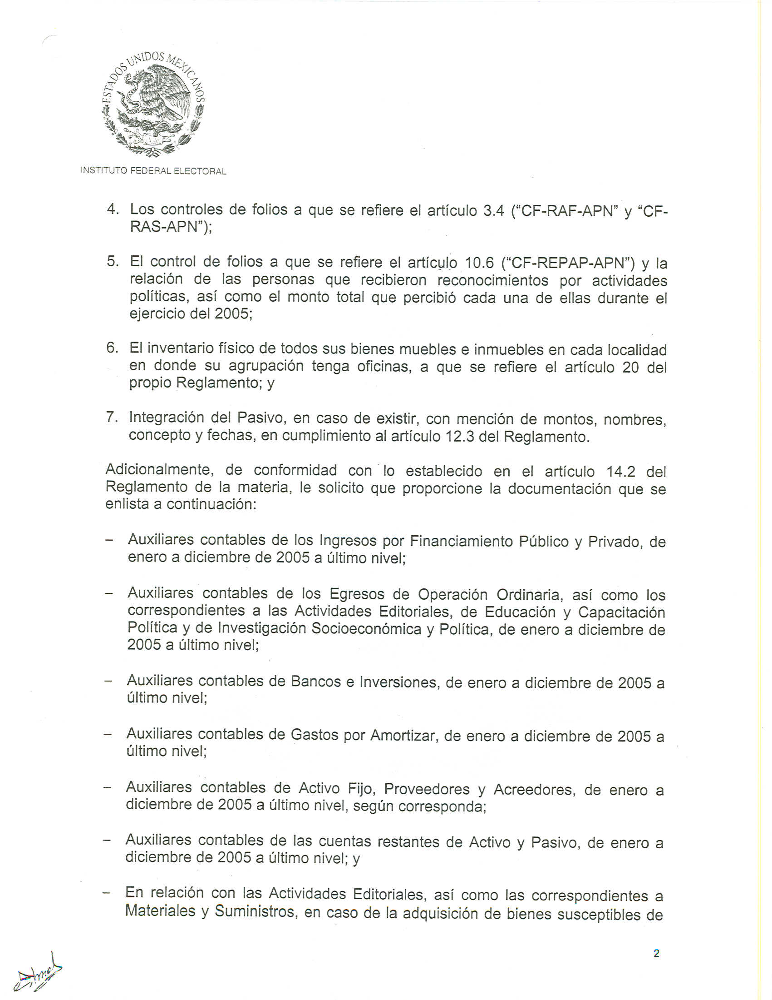 ESTADOS UNIDOS MEXICANOS
INSTITUTO FEDERAL ELECTORAL
4. Los controles de folios a que se refiere el artículo 3.4 (“CF-RAF-APN” y “CF-
RAS-APN”);
5. El control de folios a que se refiere el artículo 10.6 (“CF-REPAP-APN”) y la
relación de las personas que recibieron reconocimientos por actividades
políticas, así como el monto total que percibió cada una de ellas durante el
ejercicio del 2005;
6. El inventario físico de todos sus bienes muebles e inmuebles en cada localidad
en donde su agrupación tenga oficinas, a que se refiere el artículo 20 del
propio Reglamento; y
7. Integración del Pasivo, en caso de existir, con mención de montos, nombres,
concepto y fechas, en cumplimiento al artículo 12.3 del Reglamento.
Adicionalmente, de conformidad con lo establecido en el artículo 14.2 del
Reglamento de la materia, le solicito que proporcione la documentación que se
enlista a continuación:
– Auxiliares contables de los Ingresos por Financiamiento Público y Privado, de
enero a diciembre de 2005 a último nivel;
– Auxiliares contables de los Egresos de Operación Ordinaria, así como los
correspondientes a las Actividades Editoriales, de Educación y Capacitación
Política y de Investigación Socioeconómica y Política, de enero a diciembre de
2005 a último nivel;
– Auxiliares contables de Bancos e Inversiones, de enero a diciembre de 2005 a
último nivel;
– Auxiliares contables de Gastos por Amortizar, de enero a diciembre de 2005 a
último nivel;
– Auxiliares contables de Activo Fijo, Proveedores y Acreedores, de enero a
diciembre de 2005 a último nivel, según corresponda;
– Auxiliares contables de las cuentas restantes de Activo y Pasivo, de enero a
diciembre de 2005 a último nivel; y
– En relación con las Actividades Editoriales, así como las correspondientes a
Materiales y Suministros, en caso de la adquisición de bienes susceptibles de
2